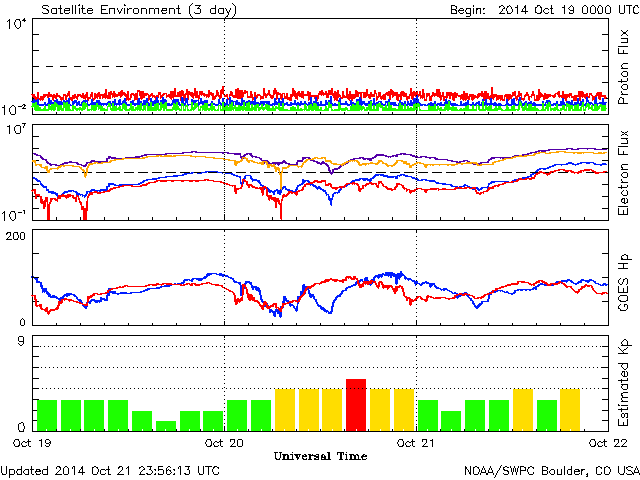 Satellite Environment (3 day) Begin: 2014 Oct 19 0000 UTC
10^4
Proton Flux
10^-2
10^7
Electron Flux
10^-1
200
GOES Hp
0
9
Estimated Kp
0
Oct 19 Oct 20 Oct 21 Oct 22
Universal Time
Updated 2014 Oct 21 23:56:13 UTC NOAA/SWPC Boulder, CO USA